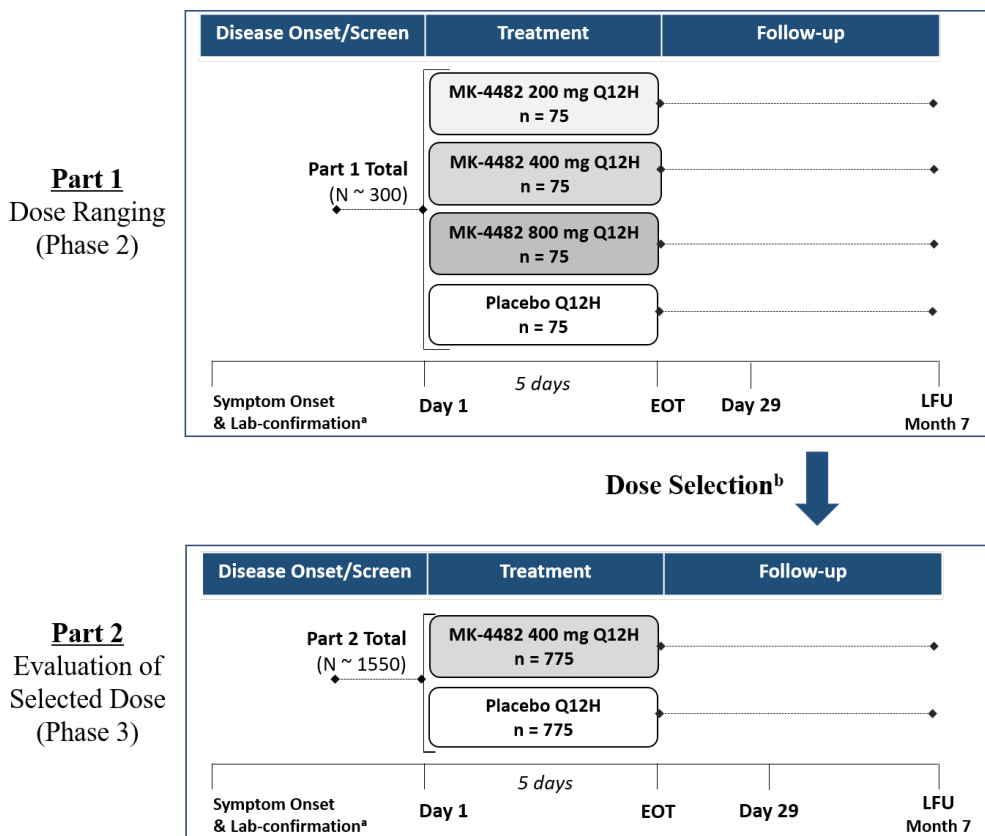 Disease Onset/Screen Treatment Follow-up
MK-4482 200 mg Q12H
n = 75
Part 1
Dose Ranging
(Phase 2)
Part 1 Total
(N ~ 300)
MK-4482 400 mg Q12H
n = 75
MK-4482 800 mg Q12H
n = 75
Placebo Q12H
n = 75
5 days
Symptom Onset
& Lab-confirmationᵃ
Day 1
EOT
Day 29
LFU
Month 7
Dose Selectionᵇ
Disease Onset/Screen Treatment Follow-up
Part 2
Evaluation of
Selected Dose
(Phase 3)
Part 2 Total
(N ~ 1550)
MK-4482 400 mg Q12H
n = 775
Placebo Q12H
n = 775
5 days
Symptom Onset
& Lab-confirmationᵃ
Day 1
EOT
Day 29
LFU
Month 7